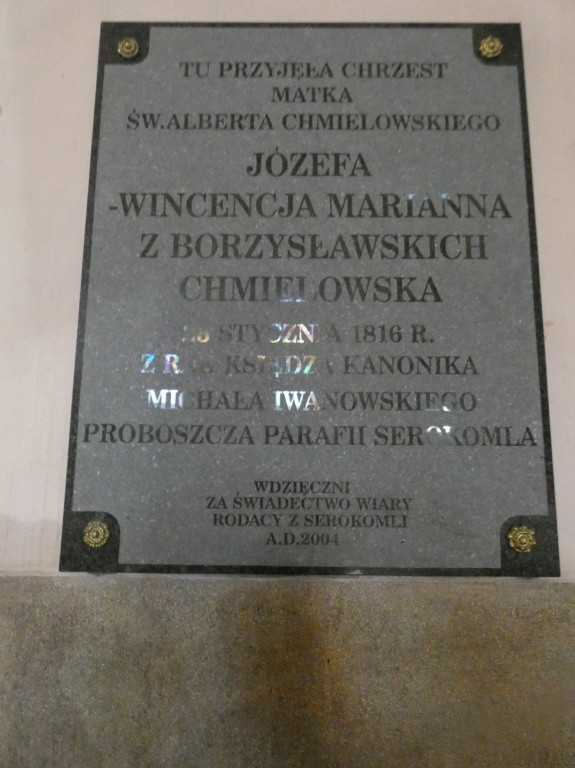 TU PRZYJĘŁA CHRZEST
MATKA
ŚW.ALBERTA CHMIELOWSKIEGO
JÓZEFA
-WINCENCJA MARIANNA
Z BORZYSŁAWSKICH
CHMIELOWSKA
STYCZNIA 1816 R.
Z RĄK KSIĘDZA KANONIKA
MICHAŁA IWANOWSKIEGO
PROBOSZCZA PARAFII SEROKOMLA
WDZIĘCZNI
ZA ŚWIADECTWO WIARY
RODACY Z SEROKOMLI
A.D.2004